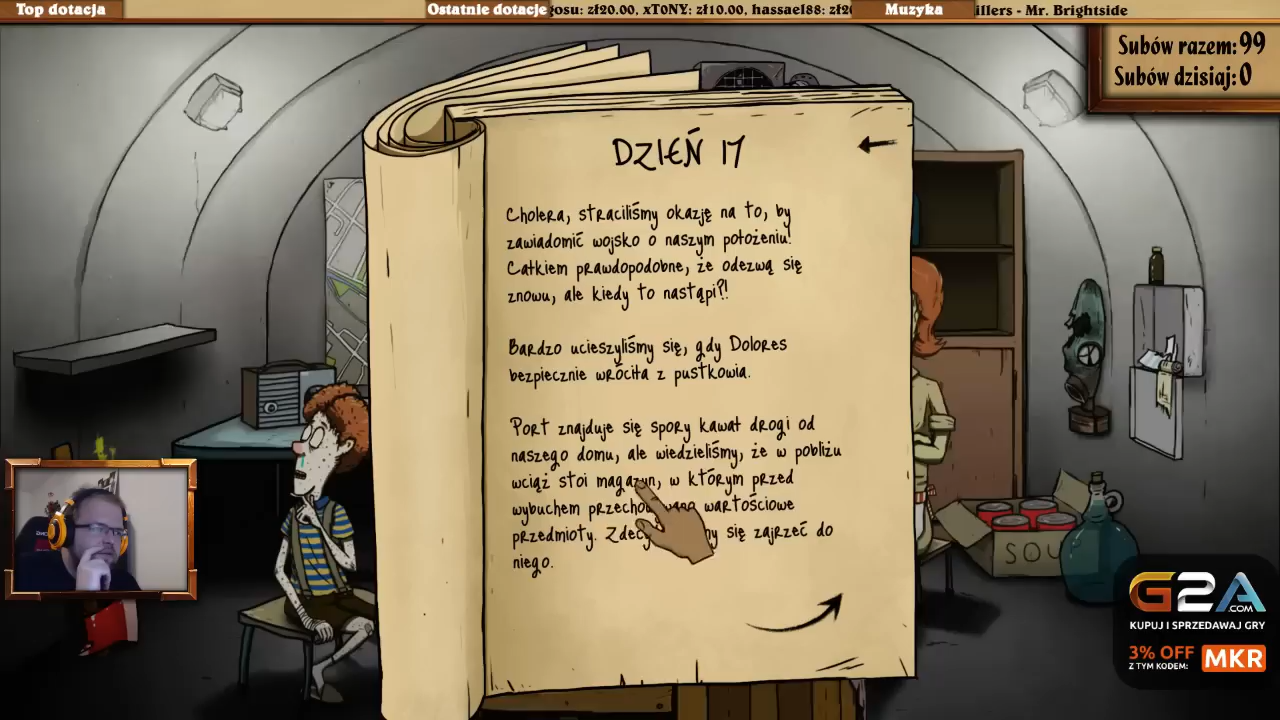 Top dotacja
Ostatnie dotacje
gosu: zł20.00, xT0NY: zł10.00, hassael88: zł20
Muzyka
illers - Mr. Brightside
Subów razem: 99
Subów dzisiaj: 0
DZIEŃ 17
Cholera, straciliśmy okazję na to, by
zawiadomić wojsko o naszym położeniu!
Całkiem prawdopodobne, że odezwą się
znowu, ale kiedy to nastąpi?!
Bardzo ucieszyliśmy się, gdy Dolores
bezpiecznie wróciła z pustkowia.
Port znajduje się spory kawał drogi od
naszego domu, ale wiedzieliśmy, że w pobliżu
wciąż stoi magazyn, w którym przed
wybuchem wartościowe
przedmioty. się zajrzeć do
niego.
SOU
G2A
.COM
KUPUJ I SPRZEDAWAJ GRY
3% OFF
Z TYM KODEM:
MKR